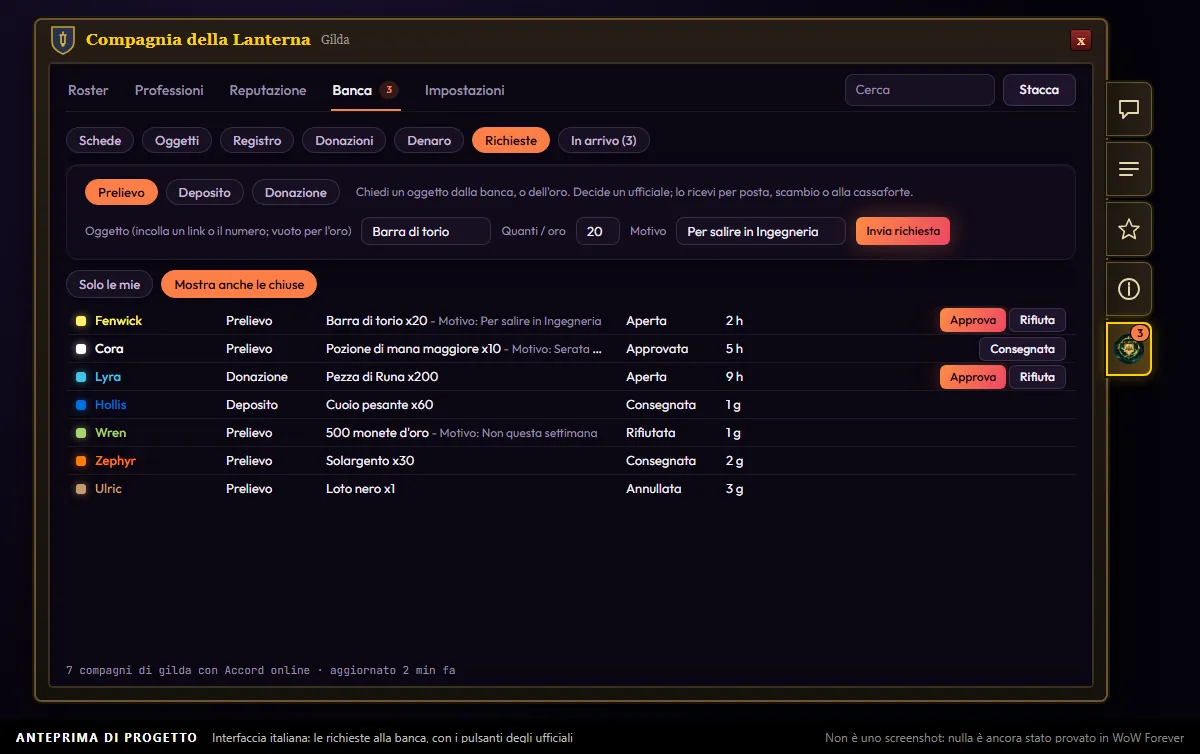 Compagnia della Lanterna Gilda x
Roster Professioni Reputazione Banca 3 Impostazioni Cerca Stacca
Schede Oggetti Registro Donazioni Denaro Richieste In arrivo (3)
Prelievo Deposito Donazione Chiedi un oggetto dalla banca, o dell'oro. Decide un ufficiale; lo ricevi per posta, scambio o alla cassaforte.
Oggetto (incolla un link o il numero; vuoto per l'oro) Barra di torio Quanti / oro 20 Motivo Per salire in Ingegneria Invia richiesta
Solo le mie Mostra anche le chiuse
Fenwick Prelievo Barra di torio x20 - Motivo: Per salire in Ingegneria Aperta 2 h Approva Rifiuta
3
Cora Prelievo Pozione di mana maggiore x10 - Motivo: Serata ... Approvata 5 h Consegnata
Lyra Donazione Pezza di Runa x200 Aperta 9 h Approva Rifiuta
Hollis Deposito Cuoio pesante x60 Consegnata 1 g
Wren Prelievo 500 monete d'oro - Motivo: Non questa settimana Rifiutata 1 g
Zephyr Prelievo Solargento x30 Consegnata 2 g
Ulric Prelievo Loto nero x1 Annullata 3 g
7 compagni di gilda con Accord online · aggiornato 2 min fa
ANTEPRIMA DI PROGETTO Interfaccia italiana: le richieste alla banca, con i pulsanti degli ufficiali Non è uno screenshot: nulla è ancora stato provato in WoW Forever